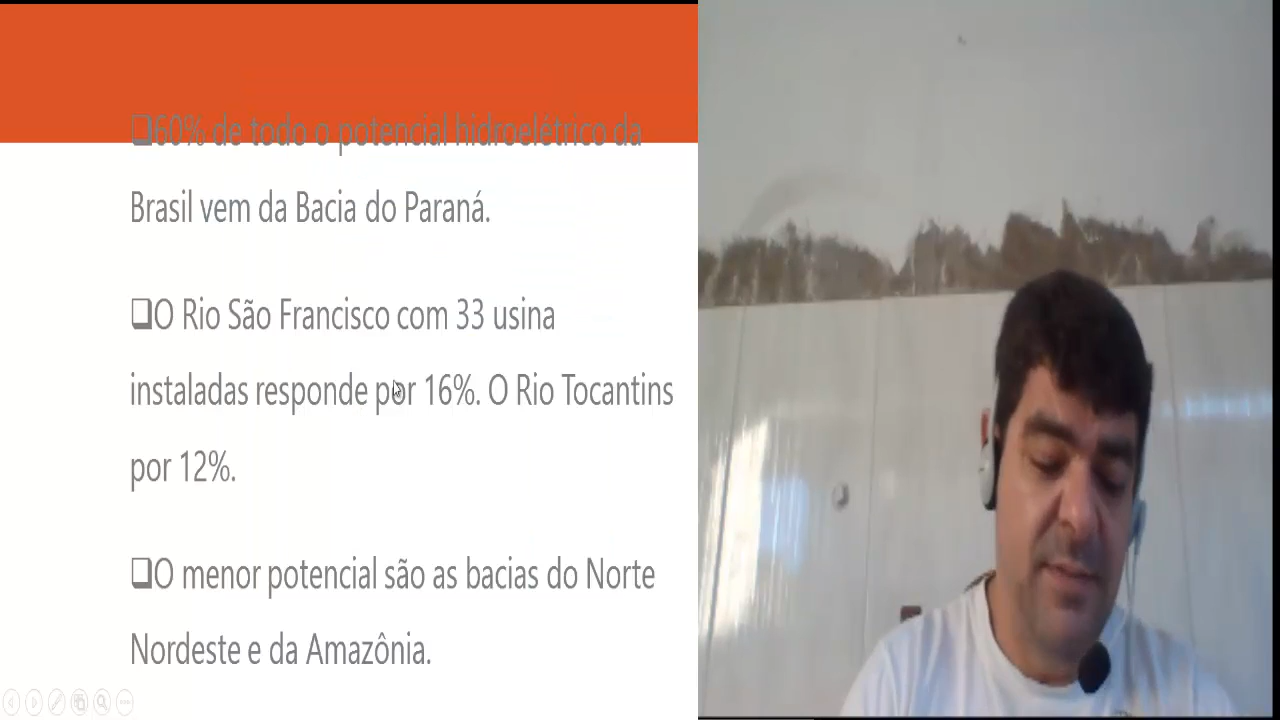 ❑60% de todo o potencial hidroelétrico da
Brasil vem da Bacia do Paraná.
❑O Rio São Francisco com 33 usina
instaladas responde por 16%. O Rio Tocantins
por 12%.
❑O menor potencial são as bacias do Norte
Nordeste e da Amazônia.